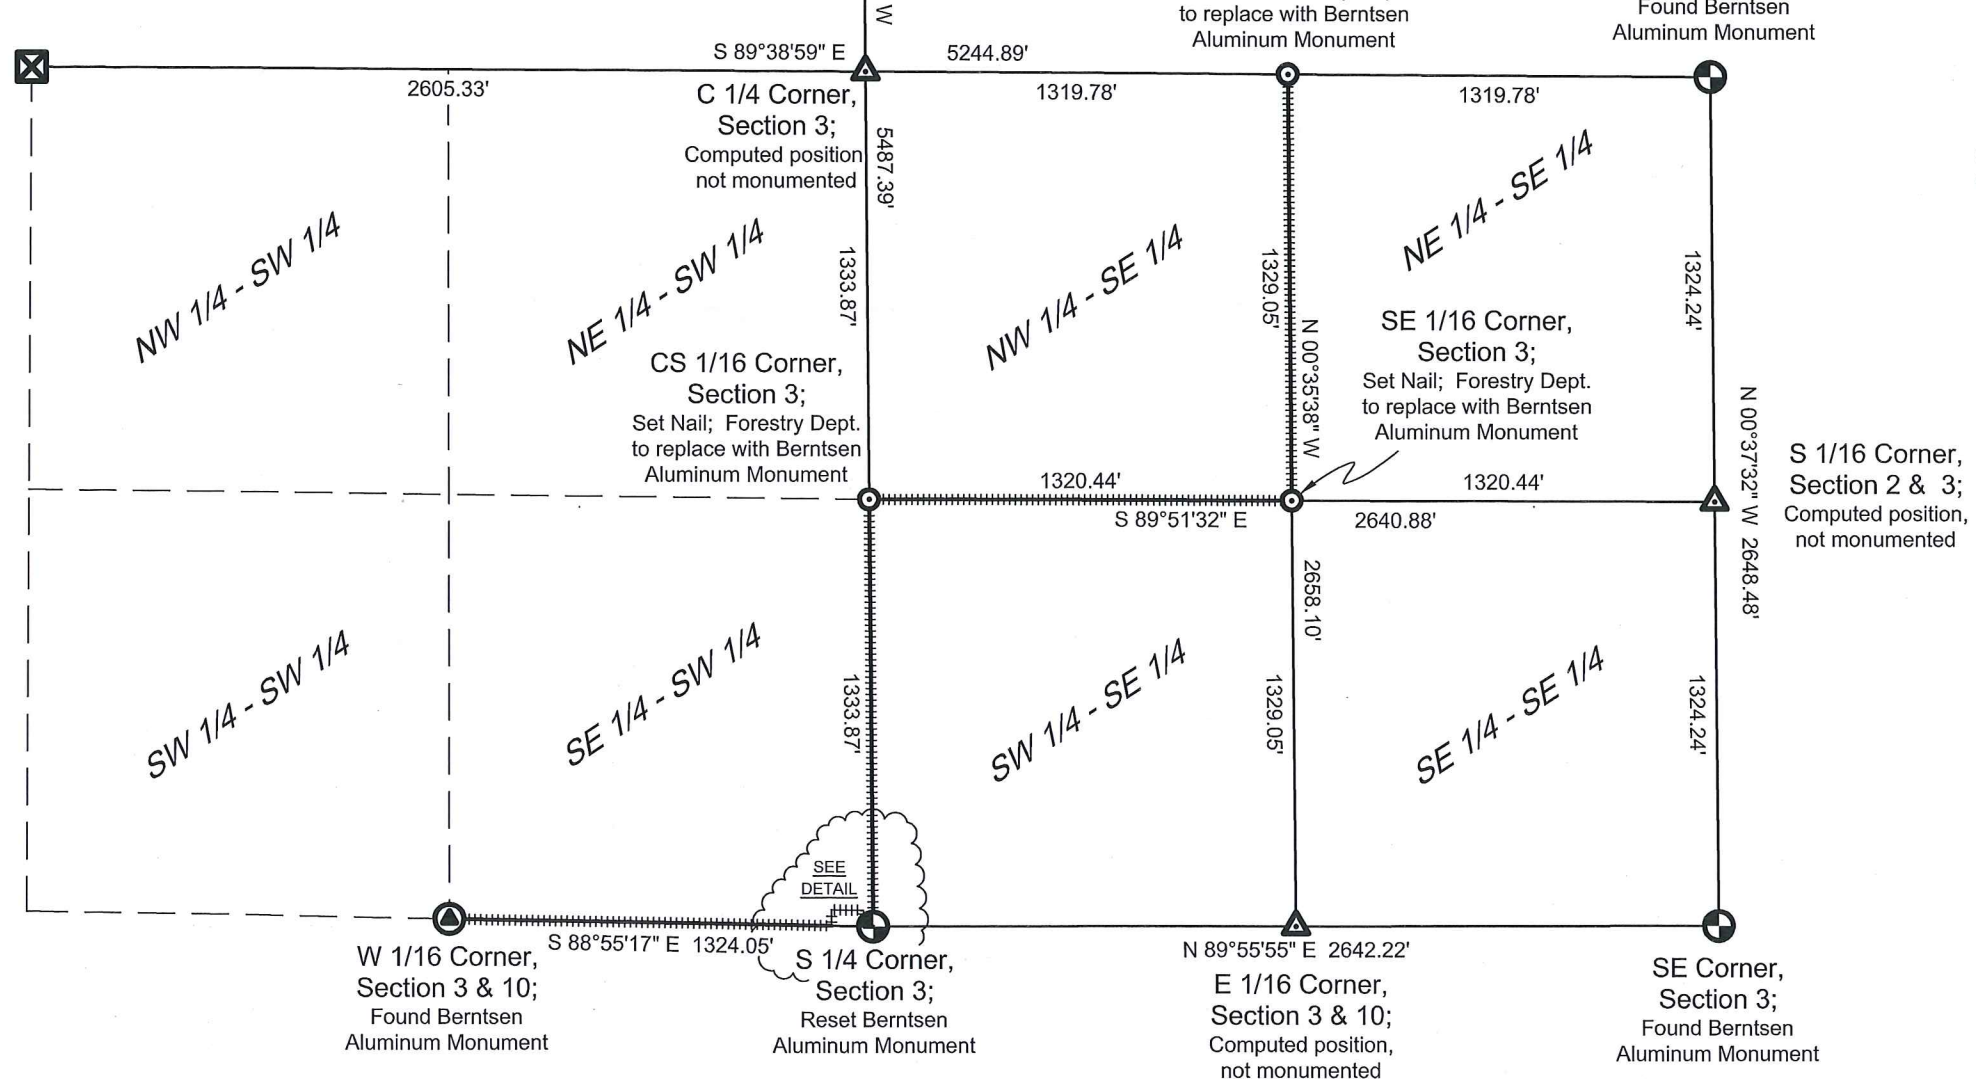 W
to replace with Berntsen
Aluminum Monument
Found Berntsen
Aluminum Monument
S 89°38'59" E
5244.89'
2605.33'
1319.78'
1319.78'
C 1/4 Corner,
Section 3;
Computed position
not monumented
5487.39'
NW 1/4 - SW 1/4
NE 1/4 - SW 1/4
1333.87'
NW 1/4 - SE 1/4
1329.05'
N 00°35'38" W
NE 1/4 - SE 1/4
1324.24'
SE 1/16 Corner,
Section 3;
Set Nail; Forestry Dept.
to replace with Berntsen
Aluminum Monument
CS 1/16 Corner,
Section 3;
Set Nail; Forestry Dept.
to replace with Berntsen
Aluminum Monument
N 00°37'32" W 2648.48'
S 1/16 Corner,
Section 2 & 3;
Computed position,
not monumented
1320.44'
1320.44'
S 89°51'32" E
2640.88'
2658.10'
SW 1/4 - SW 1/4
SE 1/4 - SW 1/4
1333.87'
SW 1/4 - SE 1/4
1329.05'
SE 1/4 - SE 1/4
1324.24'
SEE
DETAIL
S 88°55'17" E 1324.05'
N 89°55'55" E 2642.22'
W 1/16 Corner,
Section 3 & 10;
Found Berntsen
Aluminum Monument
S 1/4 Corner,
Section 3;
Reset Berntsen
Aluminum Monument
E 1/16 Corner,
Section 3 & 10;
Computed position,
not monumented
SE Corner,
Section 3;
Found Berntsen
Aluminum Monument